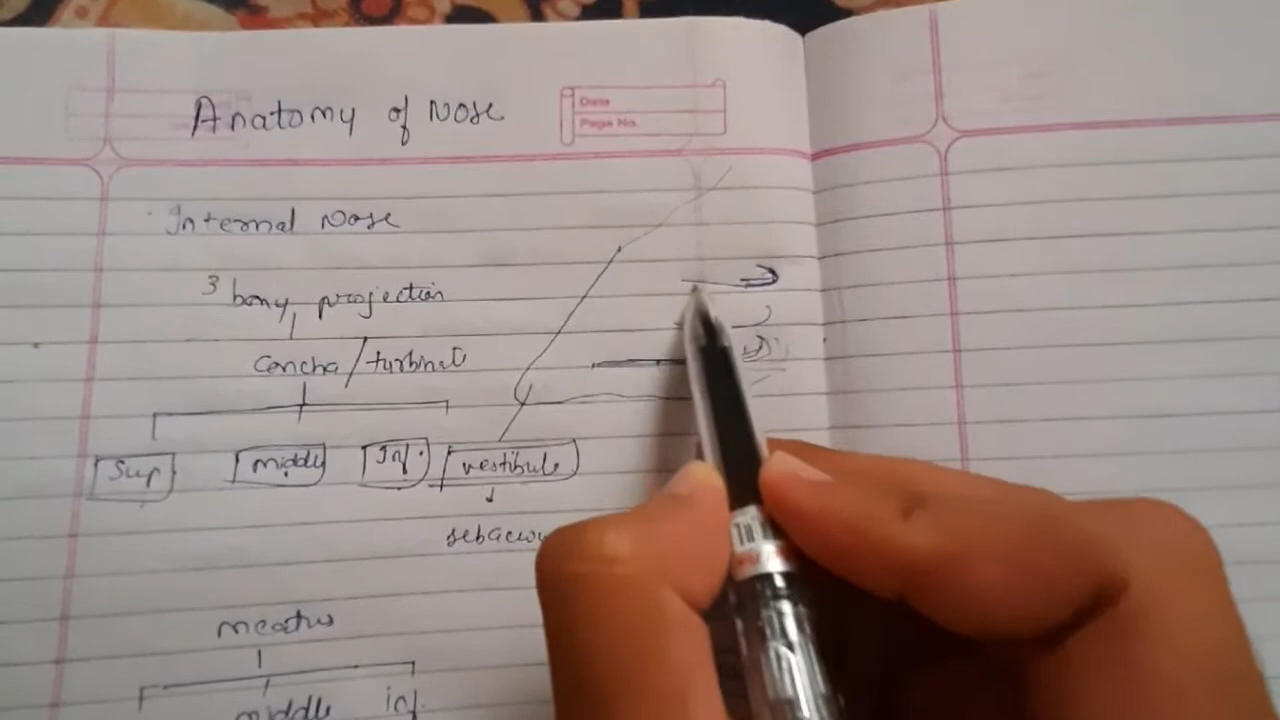 Anatomy of Nose
Date
Page No.
Internal Nose
3 bony projection
Concha/turbinate
Sup
middle
Inf.
vestibule
meatus
middle
inf